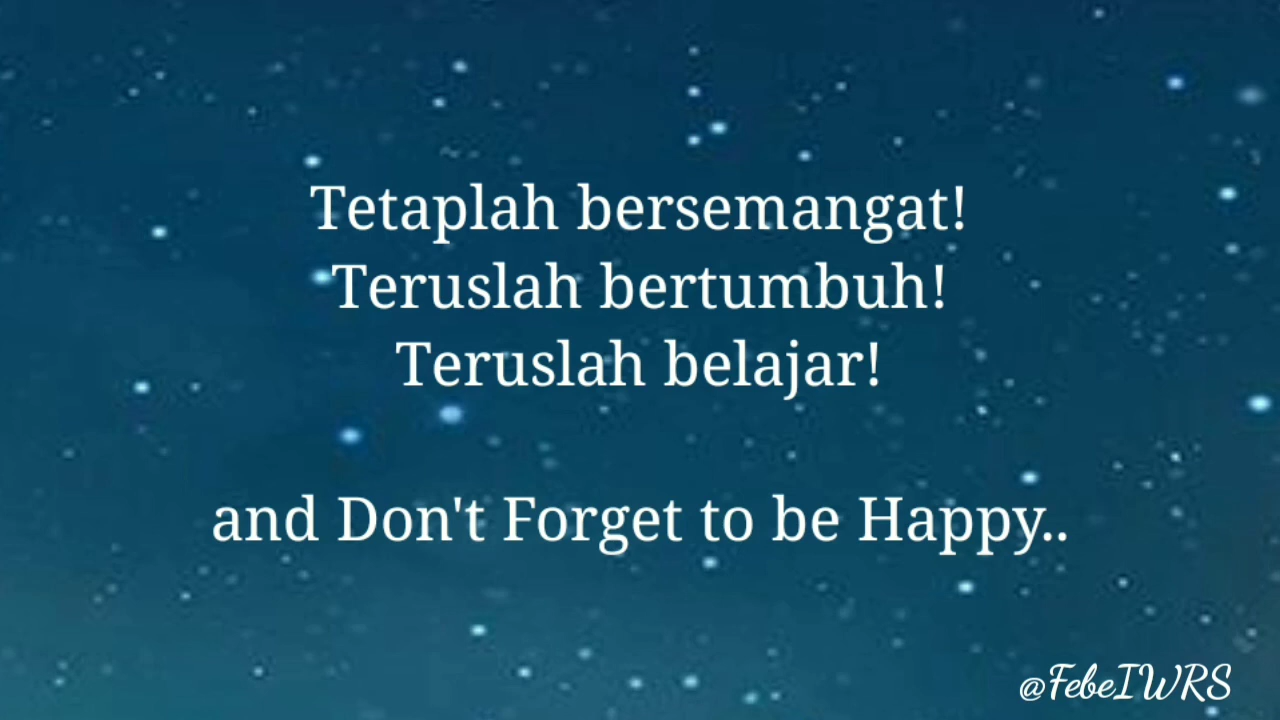 Tetaplah bersemangat!
Teruslah bertumbuh!
Teruslah belajar!
and Don't Forget to be Happy..
@FebeIWRS